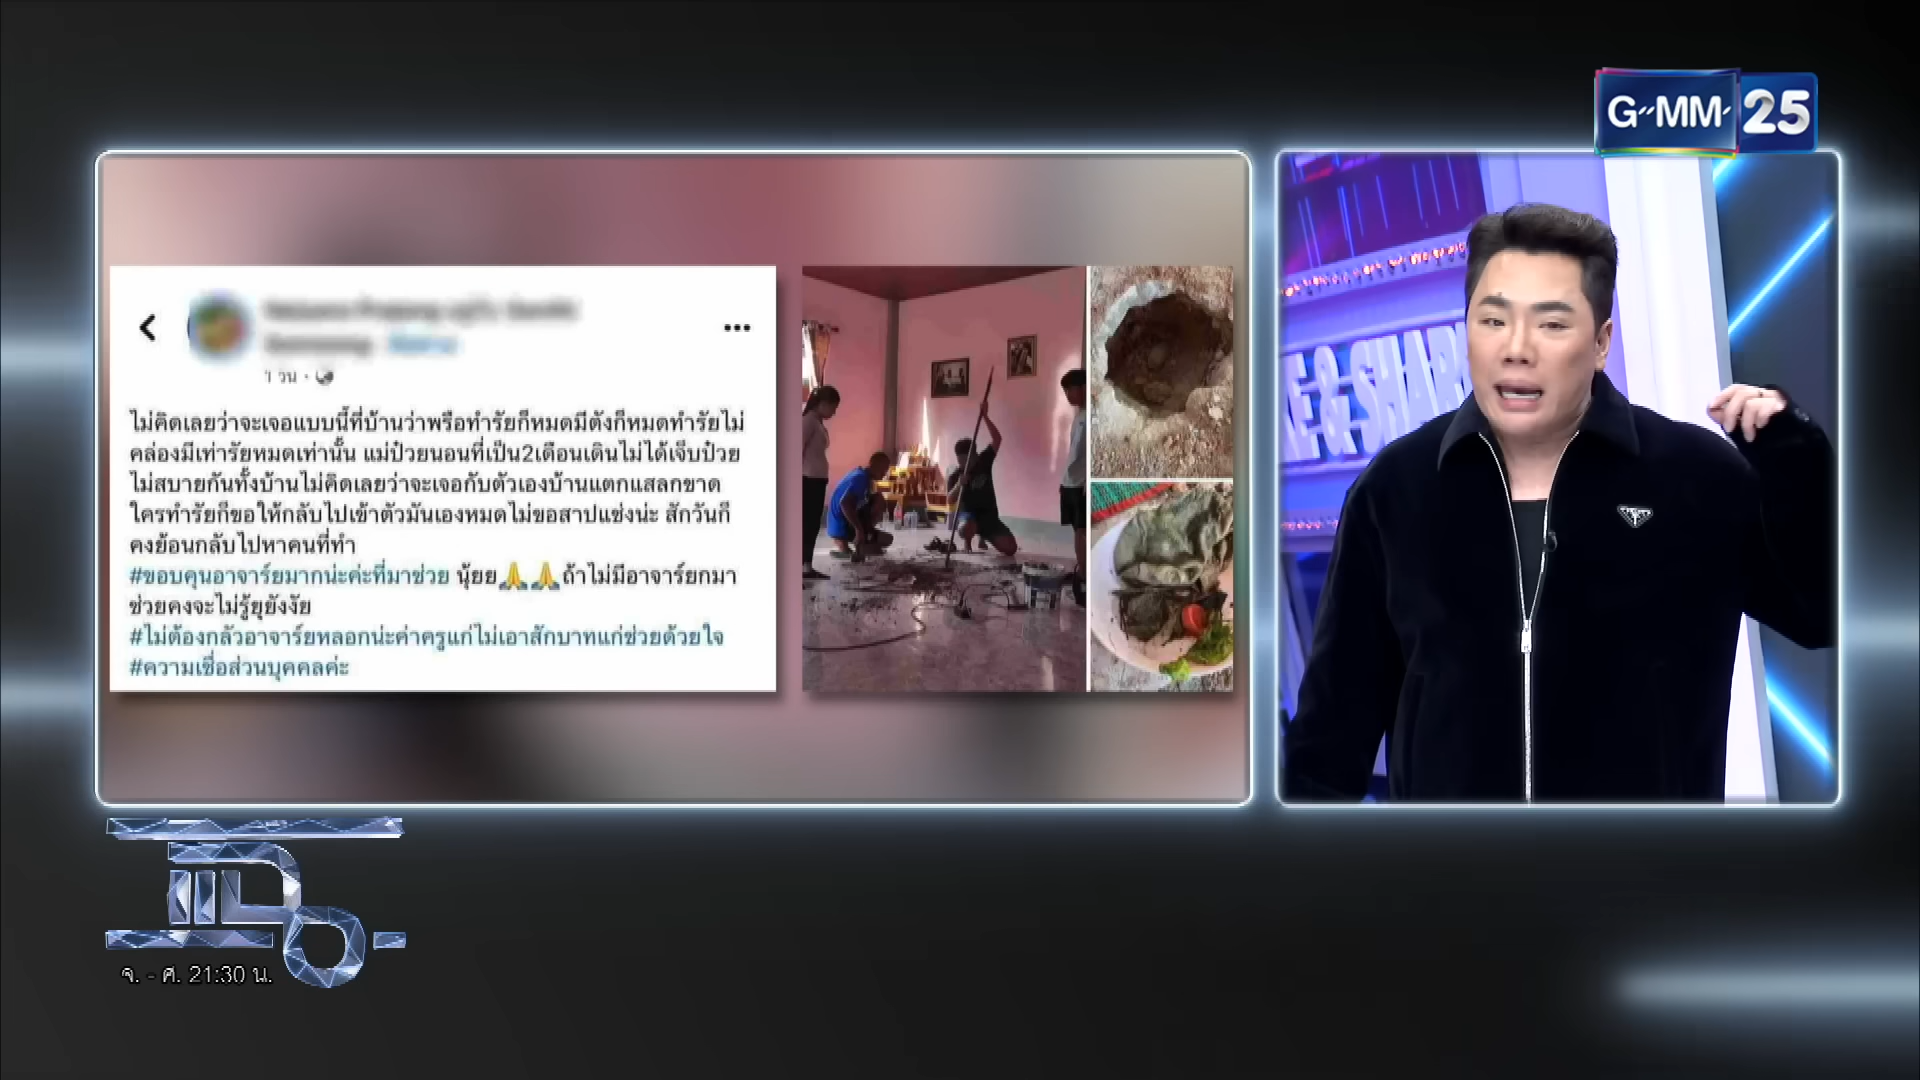 G"MM' 25
1 วัน
ไม่คิดเลยว่าจะเจอแบบนี้ที่บ้านว่าพรือทำรัยก็หมดมีตังก็หมดทำรัยไม่
คล่องมีเท่ารัยหมดเท่านั้น แม่ป๋วยนอนที่เป็น2เดือนเดินไม่ได้เจ็บป๋วย
ไม่สบายกันทั้งบ้านไม่คิดเลยว่าจะเจอกับตัวเองบ้านแตกแสลกขาด
ใครทำรัยก็ขอให้กลับไปเข้าตัวมันเองหมดไม่ขอสาปแช่งน่ะ สักวันก็
คงย้อนกลับไปหาคนที่ทำ
#ขอบคุนอาจาร์ยมากน่ะค่ะที่มาช่วย นุ้ยย🙏🙏ถ้าไม่มีอาจาร์ยกมา
ช่วยคงจะไม่รู้ยุยังงัย
#ไม่ต้องกลัวอาจาร์ยหลอกน่ะค่าครูแก่ไม่เอาสักบาทแก่ช่วยด้วยใจ
#ความเชื่อส่วนบุคคลค่ะ
E & SHARE
แฉ
จ. - ศ. 21:30 น.